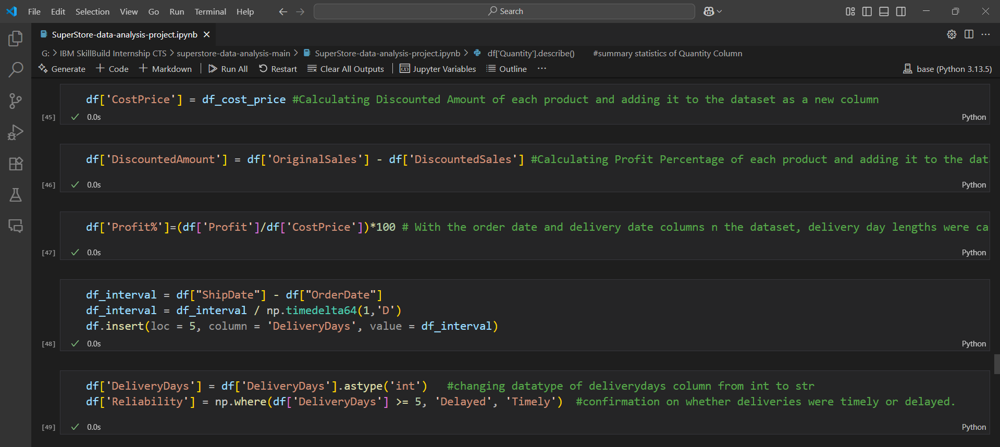 File Edit Selection View Go Run Terminal Help Search
SuperStore-data-analysis-project.ipynb
G: > IBM SkillBuild Internship CTS > superstore-data-analysis-main > SuperStore-data-analysis-project.ipynb > df['Quantity'].describe() #summary statistics of Quantity Column
Generate + Code + Markdown Run All Restart Clear All Outputs Jupyter Variables Outline ... base (Python 3.13.5)
df['CostPrice'] = df_cost_price #Calculating Discounted Amount of each product and adding it to the dataset as a new column
[45] 0.0s Python
df['DiscountedAmount'] = df['OriginalSales'] - df['DiscountedSales'] #Calculating Profit Percentage of each product and adding it to the dat
[46] 0.0s Python
df['Profit%']=(df['Profit']/df['CostPrice'])*100 # With the order date and delivery date columns n the dataset, delivery day lengths were ca
[47] 0.0s Python
df_interval = df["ShipDate"] - df["OrderDate"]
df_interval = df_interval / np.timedelta64(1,'D')
df.insert(loc = 5, column = 'DeliveryDays', value = df_interval)
[48] 0.0s Python
df['DeliveryDays'] = df['DeliveryDays'].astype('int') #changing datatype of deliverydays column from int to str
df['Reliability'] = np.where(df['DeliveryDays'] >= 5, 'Delayed', 'Timely') #confirmation on whether deliveries were timely or delayed.
[49] 0.0s Python